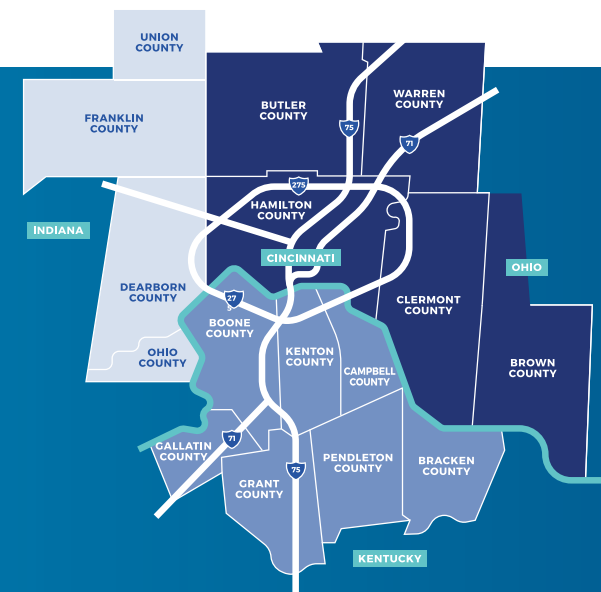 UNION
COUNTY
FRANKLIN
COUNTY
BUTLER
COUNTY
WARREN
COUNTY
75
71
275
HAMILTON
COUNTY
INDIANA
CINCINNATI
OHIO
DEARBORN
COUNTY
27
5
BOONE
COUNTY
CLERMONT
COUNTY
OHIO
COUNTY
KENTON
COUNTY
CAMPBELL
COUNTY
BROWN
COUNTY
71
GALLATIN
COUNTY
75
PENDLETON
COUNTY
BRACKEN
COUNTY
GRANT
COUNTY
KENTUCKY